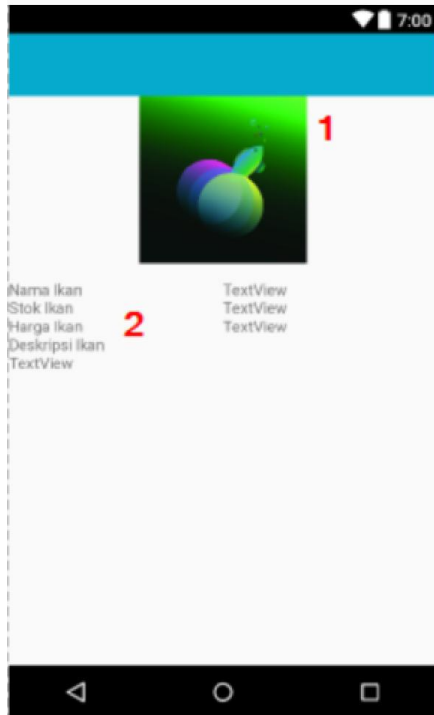 7:00
1
Nama Ikan TextView
Stok Ikan TextView
Harga Ikan TextView
2
Deskripsi Ikan
TextView